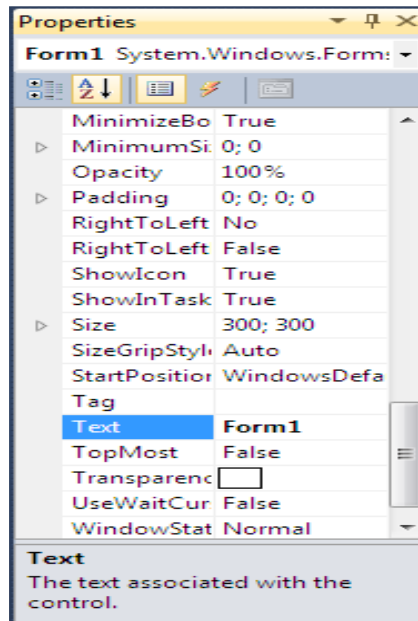 Properties
Form1 System.Windows.Forms
MinimizeBo True
MinimumSi 0; 0
Opacity 100%
Padding 0; 0; 0; 0
RightToLeft No
RightToLeft False
ShowIcon True
ShowInTask True
Size 300; 300
SizeGripStyl Auto
StartPosition WindowsDefa
Tag
Text Form1
TopMost False
Transparenc
UseWaitCur False
WindowStat Normal
Text
The text associated with the
control.